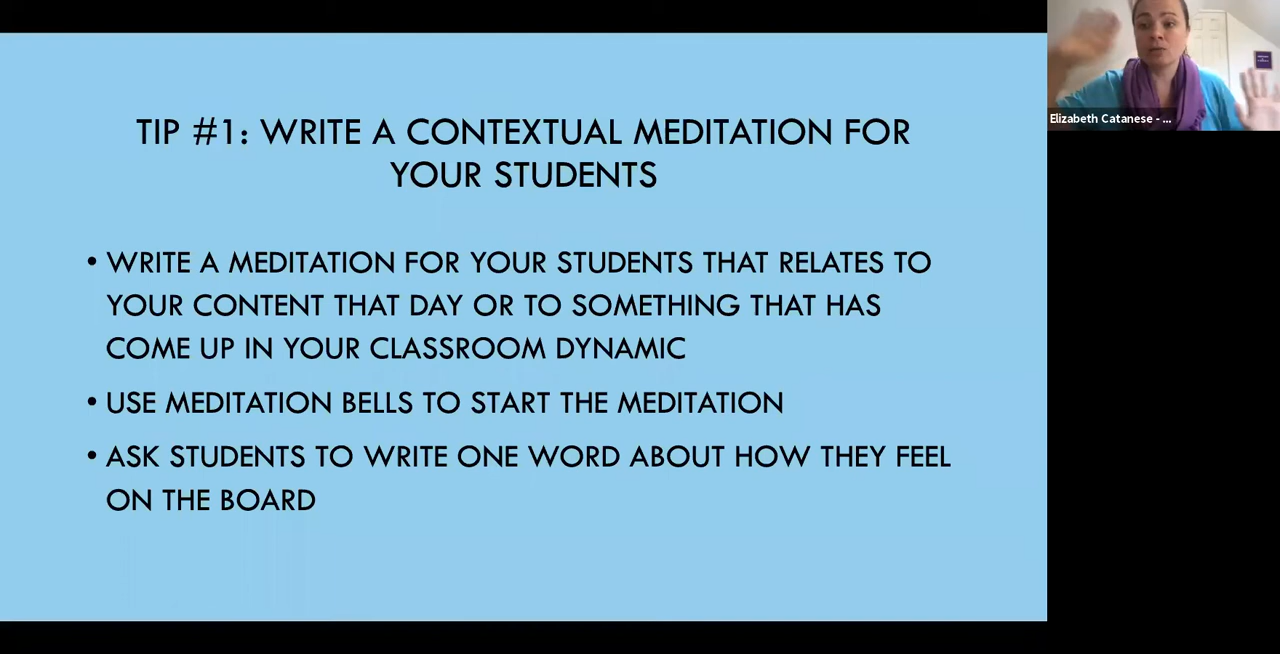 TIP #1: WRITE A CONTEXTUAL MEDITATION FOR
YOUR STUDENTS
• WRITE A MEDITATION FOR YOUR STUDENTS THAT RELATES TO
YOUR CONTENT THAT DAY OR TO SOMETHING THAT HAS
COME UP IN YOUR CLASSROOM DYNAMIC
• USE MEDITATION BELLS TO START THE MEDITATION
• ASK STUDENTS TO WRITE ONE WORD ABOUT HOW THEY FEEL
ON THE BOARD
Elizabeth Catanese - ...